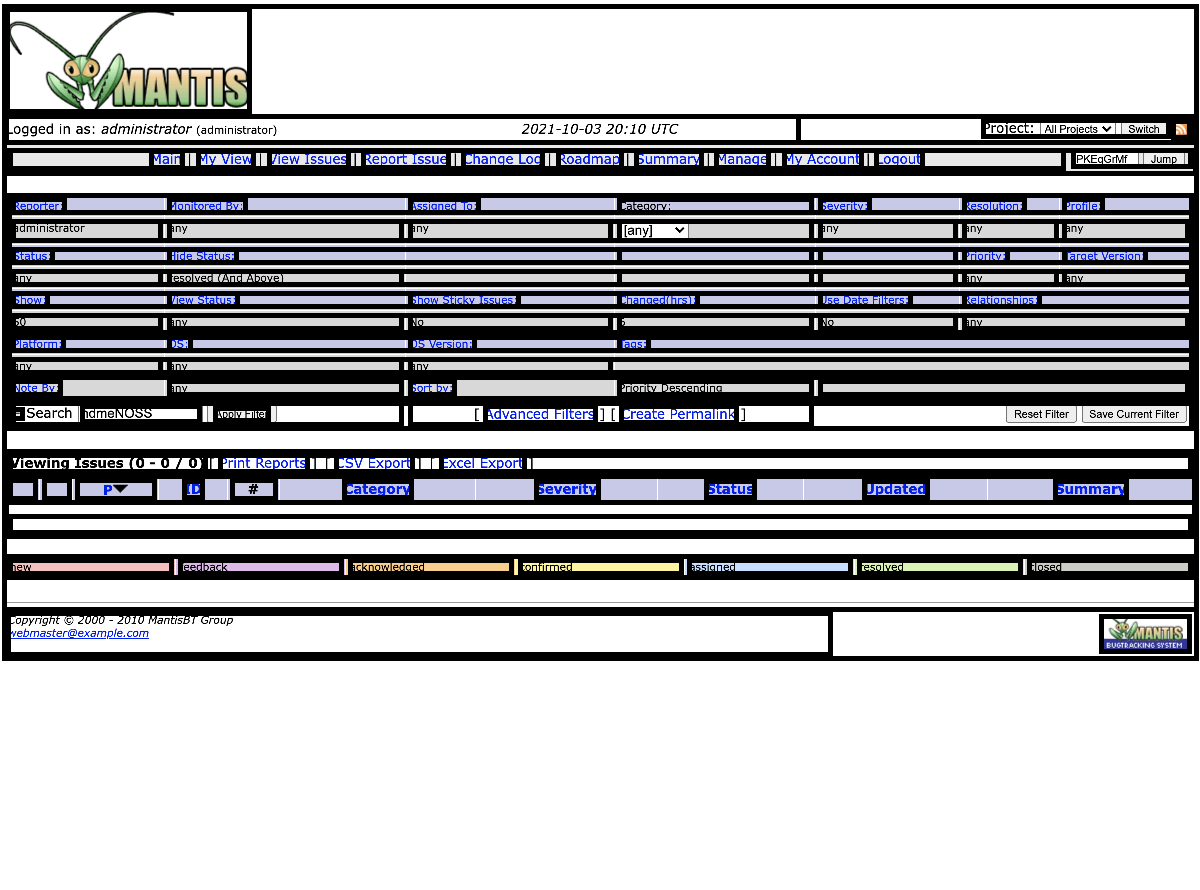 MANTIS
Logged in as: administrator (administrator) 2021-10-03 20:10 UTC Project: All Projects Switch
Main | My View | View Issues | Report Issue | Change Log | Roadmap | Summary | Manage | My Account | Logout PKEqGrMf Jump
Reporter: Monitored By: Assigned To: Category: Severity: Resolution: Profile:
administrator any any [any] any any any
Status: Hide Status: Priority: Target Version:
any resolved (And Above) any any
Show: View Status: Show Sticky Issues: Changed(hrs): Use Date Filters: Relationships:
50 any No 6 No any
Platform: OS: OS Version: Tags:
any any any
Note By: any Sort by: Priority Descending
Search ndmeNOSS Apply Filter [ Advanced Filters ] [ Create Permalink ] Reset Filter Save Current Filter
Viewing Issues (0 - 0 / 0) [ Print Reports ] [ CSV Export ] [ Excel Export ]
P ID # Category Severity Status Updated Summary
new feedback acknowledged confirmed assigned resolved closed
Copyright © 2000 - 2010 MantisBT Group
webmaster@example.com
MANTIS
BUGTRACKING SYSTEM